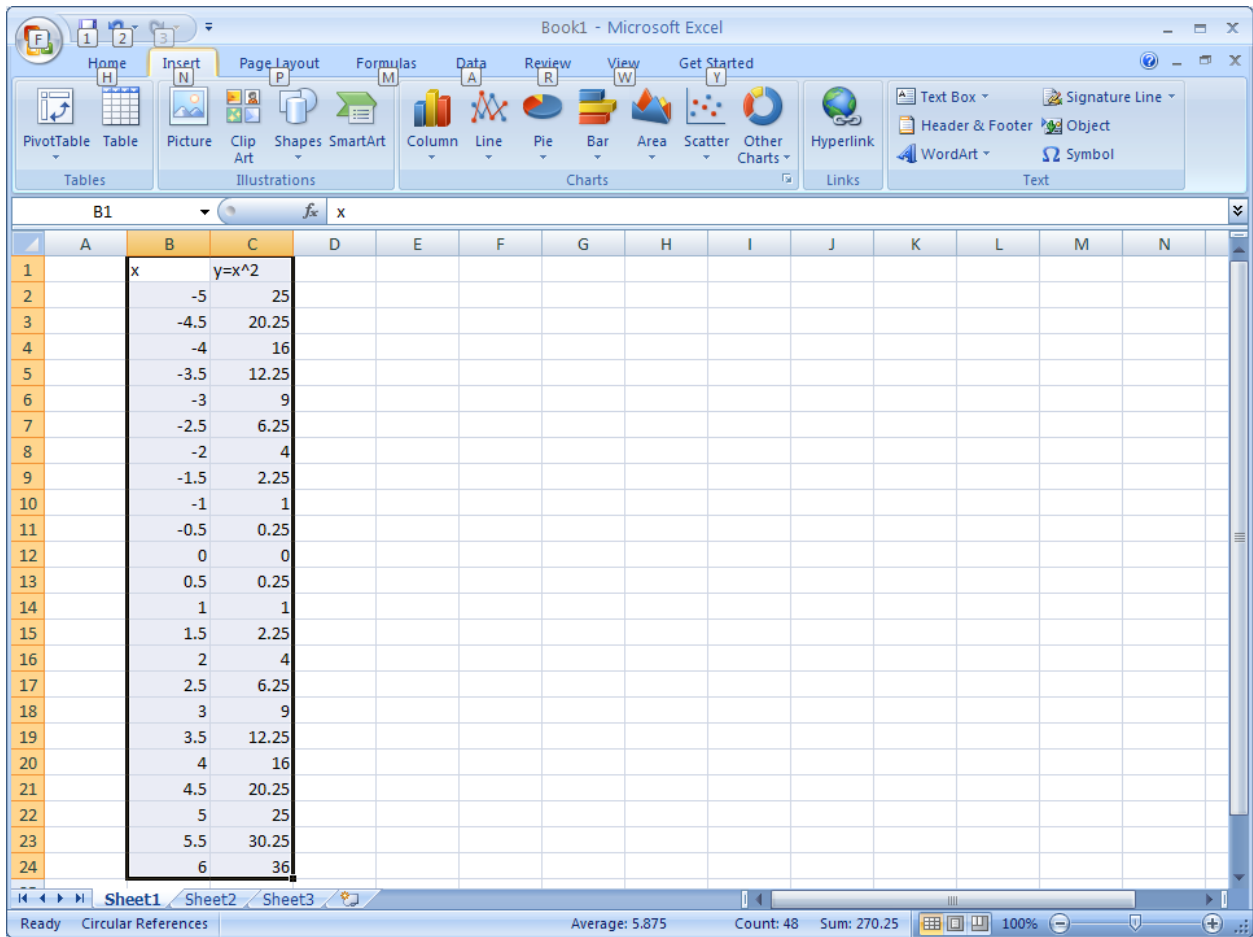 Book1 - Microsoft Excel
F 1 2 3
Home Insert Page Layout Formulas Data Review View Get Started
H N P M A R W Y
PivotTable Table Picture Clip Art Shapes SmartArt Column Line Pie Bar Area Scatter Other Charts Hyperlink Text Box Header & Footer WordArt Signature Line Object Ω Symbol
Tables Illustrations Charts Links Text
B1 fx x
A B C D E F G H I J K L M N
1 x y=x^2
2 -5 25
3 -4.5 20.25
4 -4 16
5 -3.5 12.25
6 -3 9
7 -2.5 6.25
8 -2 4
9 -1.5 2.25
10 -1 1
11 -0.5 0.25
12 0 0
13 0.5 0.25
14 1 1
15 1.5 2.25
16 2 4
17 2.5 6.25
18 3 9
19 3.5 12.25
20 4 16
21 4.5 20.25
22 5 25
23 5.5 30.25
24 6 36
Sheet1 Sheet2 Sheet3
Ready Circular References Average: 5.875 Count: 48 Sum: 270.25 100%